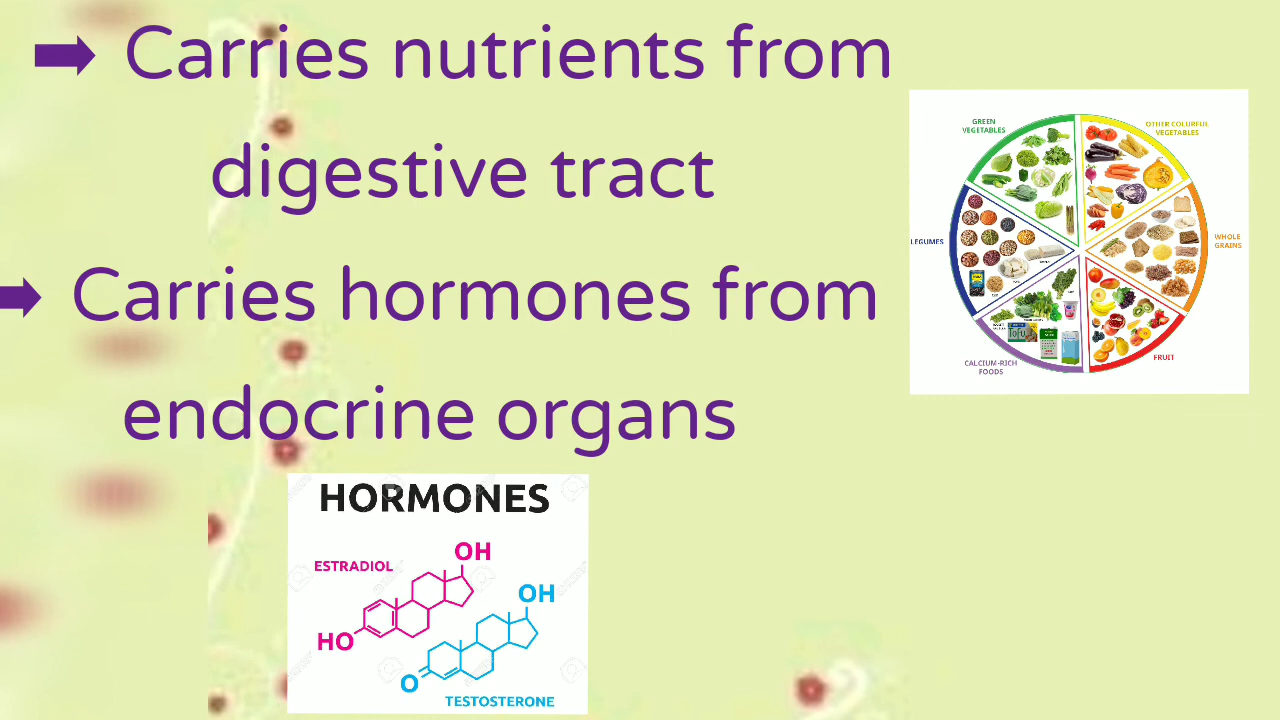 ➡ Carries nutrients from
digestive tract
➡ Carries hormones from
endocrine organs
GREEN
VEGETABLES
OTHER COLURFUL
VEGETABLES
LEGUMES
WHOLE
GRAINS
CALCIUM-RICH
FOODS
FRUIT
HORMONES
ESTRADIOL
OH
HO
OH
O
TESTOSTERONE